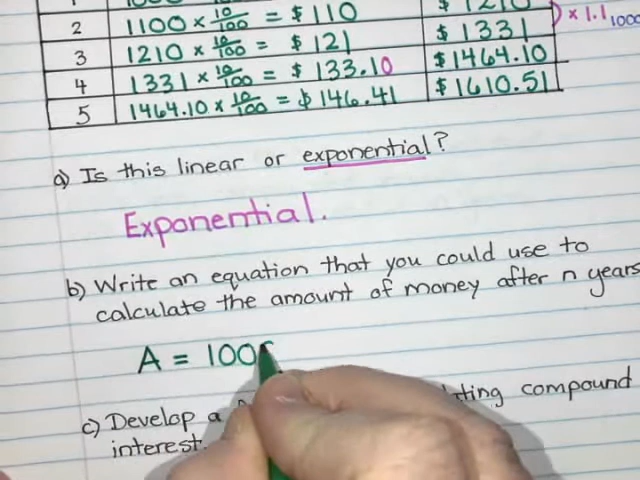 2 1100 × 10/100 = $110 $1210
3 1210 × 10/100 = $121 $1331
4 1331 × 10/100 = $133.10 $1464.10
5 1464.10 × 10/100 = $146.41 $1610.51
× 1.1
a) Is this linear or exponential?
Exponential.
b) Write an equation that you could use to
calculate the amount of money after n years
A = 100
c) Develop a compound
interest.